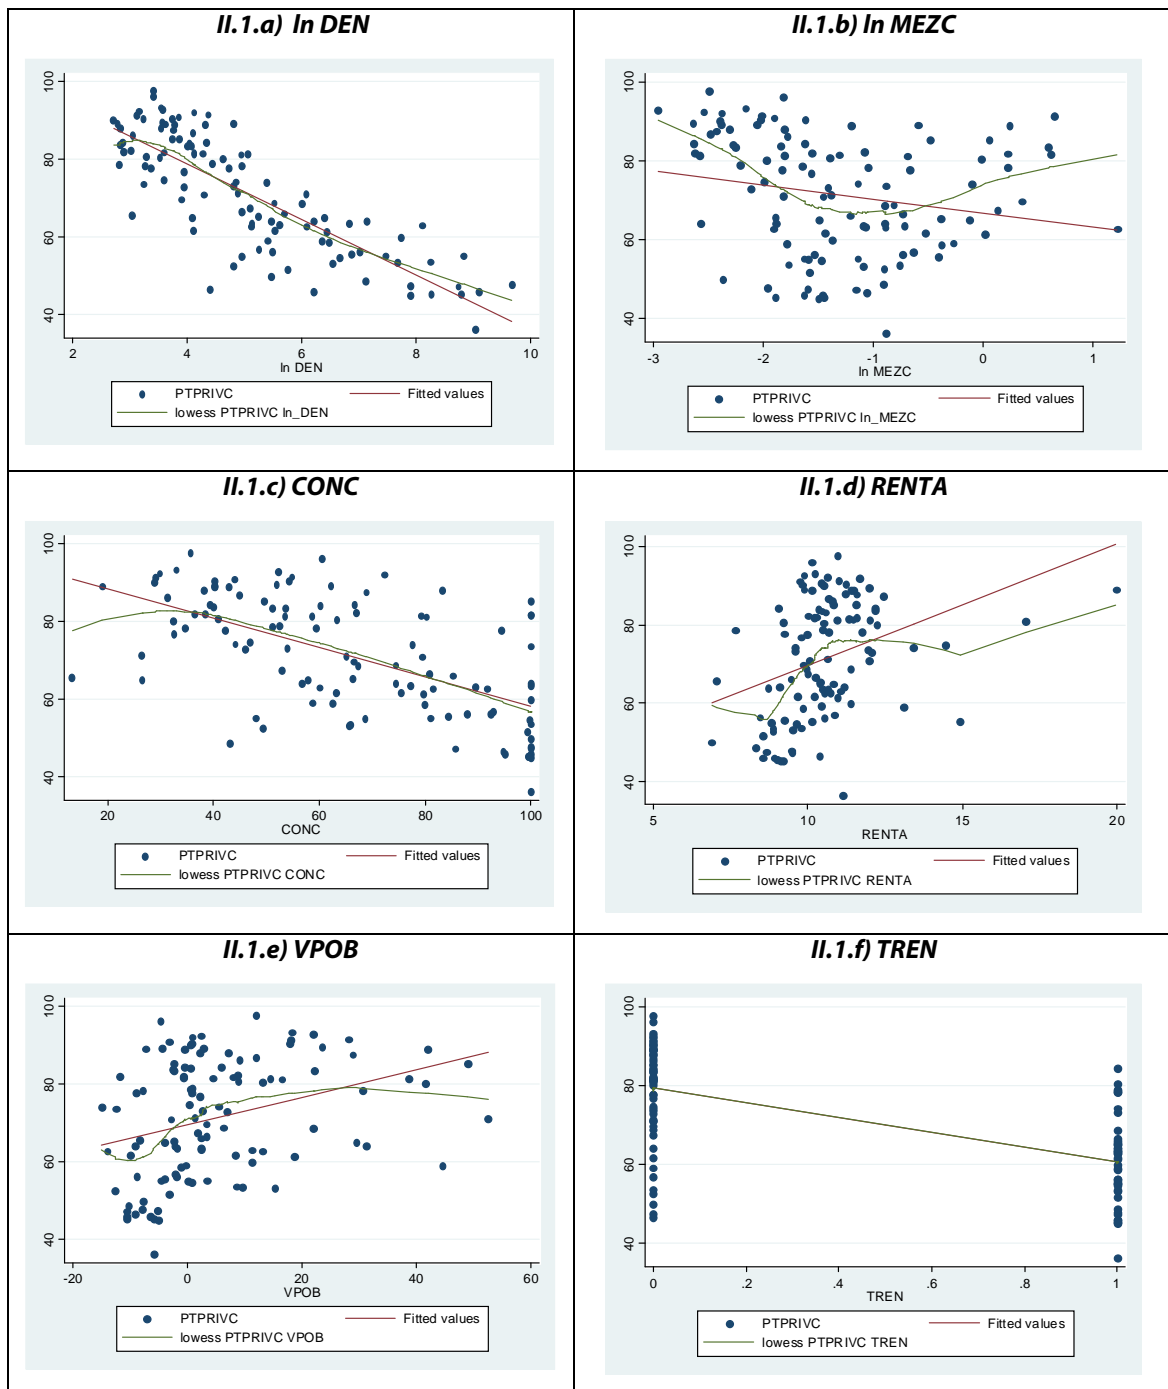 II.1.a) ln DEN
100
80
60
40
2 4 6 8 10
ln DEN
PTPRIVC Fitted values
lowess PTPRIVC ln_DEN
II.1.b) ln MEZC
100
80
60
40
-3 -2 -1 0 1
ln MEZC
PTPRIVC Fitted values
lowess PTPRIVC ln_MEZC
II.1.c) CONC
100
80
60
40
20 40 60 80 100
CONC
PTPRIVC Fitted values
lowess PTPRIVC CONC
II.1.d) RENTA
100
80
60
40
5 10 15 20
RENTA
PTPRIVC Fitted values
lowess PTPRIVC RENTA
II.1.e) VPOB
100
80
60
40
-20 0 20 40 60
VPOB
PTPRIVC Fitted values
lowess PTPRIVC VPOB
II.1.f) TREN
100
80
60
40
0 .2 .4 .6 .8 1
TREN
PTPRIVC Fitted values
lowess PTPRIVC TREN